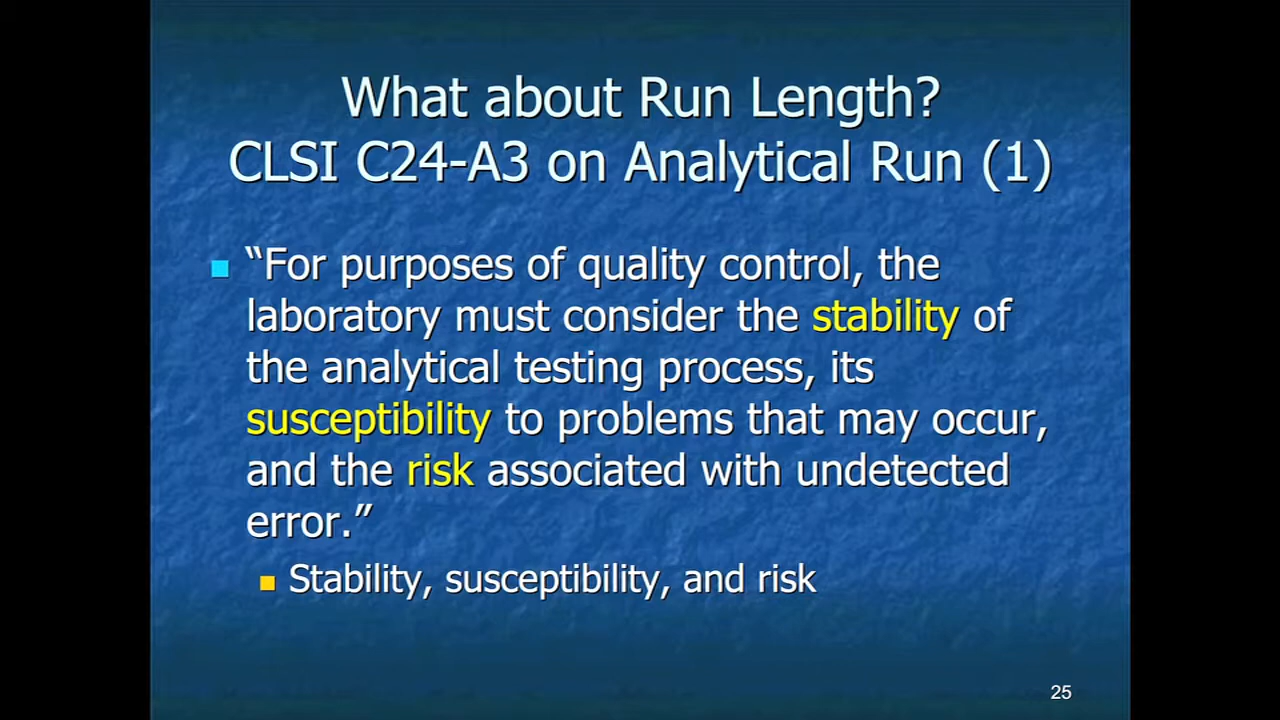 What about Run Length?
CLSI C24-A3 on Analytical Run (1)
“For purposes of quality control, the
laboratory must consider the stability of
the analytical testing process, its
susceptibility to problems that may occur,
and the risk associated with undetected
error.”
Stability, susceptibility, and risk
25